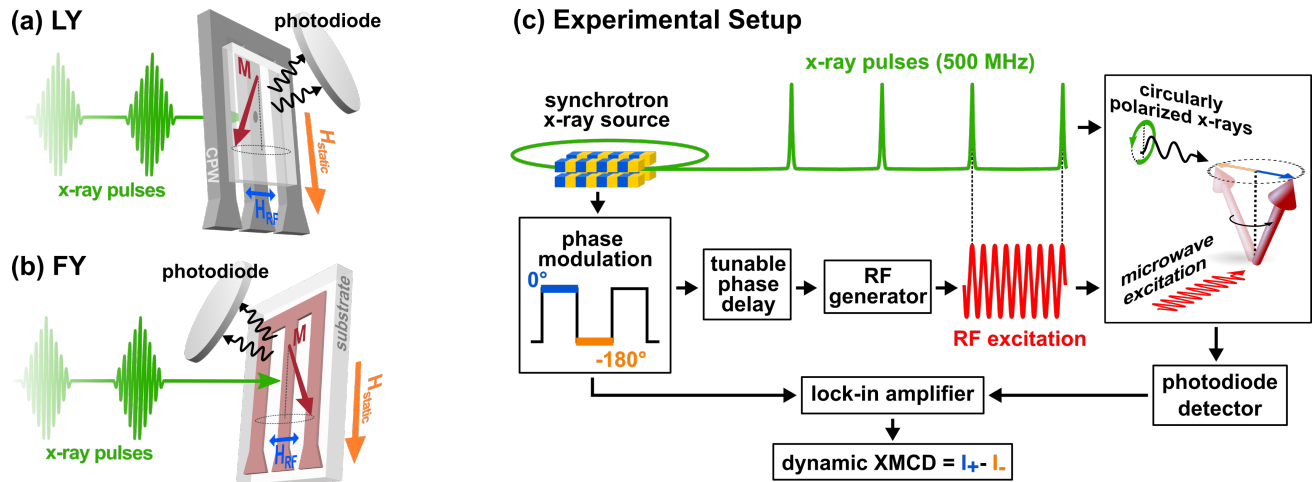 (a) LY
photodiode
M
CPW
H_static
H_RF
x-ray pulses
(b) FY
photodiode
substrate
M
H_static
H_RF
x-ray pulses
(c) Experimental Setup
x-ray pulses (500 MHz)
synchrotron
x-ray source
circularly
polarized x-rays
phase
modulation
0°
-180°
tunable
phase
delay
RF
generator
RF excitation
microwave
excitation
lock-in amplifier
photodiode
detector
dynamic XMCD = I₊- I₋